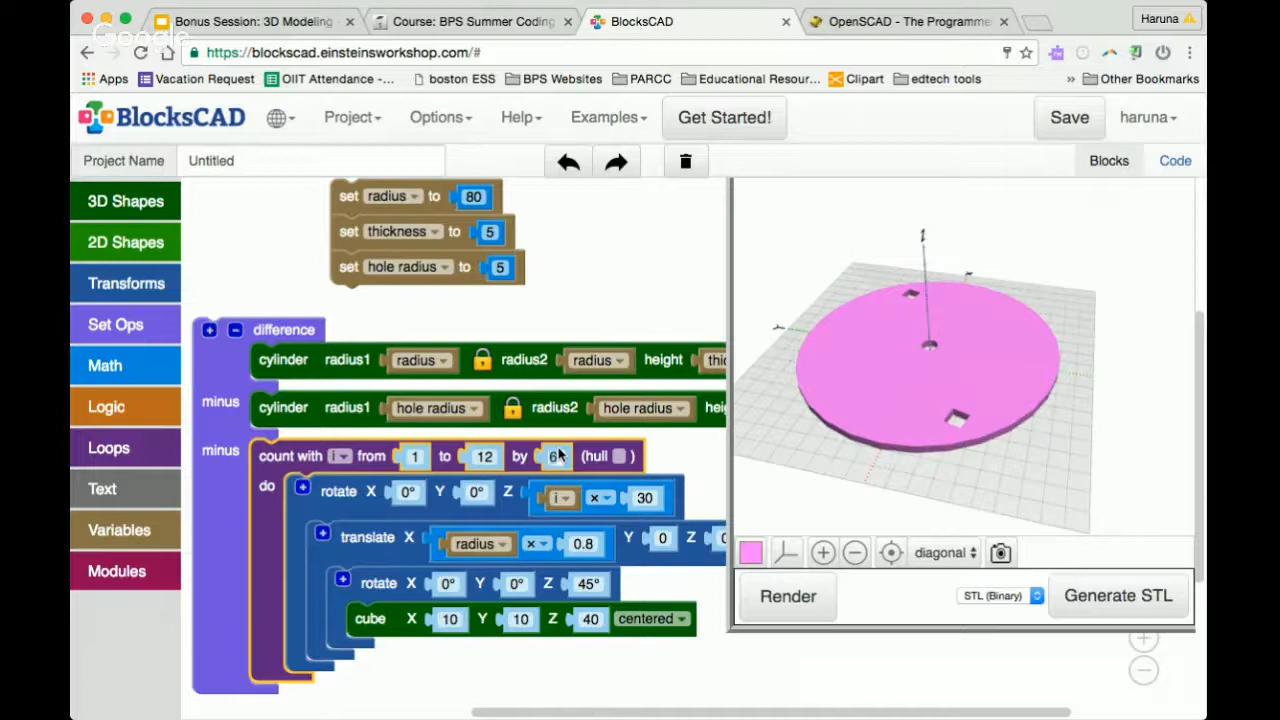 Bonus Session: 3D Modeling
Course: BPS Summer Coding
BlocksCAD
OpenSCAD - The Programme
Haruna
Google
https://blockscad.einsteinsworkshop.com/#
Apps
Vacation Request
OIIT Attendance -...
boston ESS
BPS Websites
PARCC
Educational Resour...
Clipart
edtech tools
»
Other Bookmarks
BlocksCAD
Project
Options
Help
Examples
Get Started!
Save
haruna
Project Name
Untitled
Blocks
Code
3D Shapes
2D Shapes
Transforms
Set Ops
Math
Logic
Loops
Text
Variables
Modules
set radius to 80
set thickness to 5
set hole radius to 5
+ - difference
cylinder radius1 radius radius2 radius height thic
minus
cylinder radius1 hole radius radius2 hole radius heig
minus
count with i from 1 to 12 by 6 (hull )
do
+ rotate X 0° Y 0° Z i × 30
+ translate X radius × 0.8 Y 0 Z
+ rotate X 0° Y 0° Z 45°
cube X 10 Y 10 Z 40 centered
diagonal
Render
STL (Binary)
Generate STL